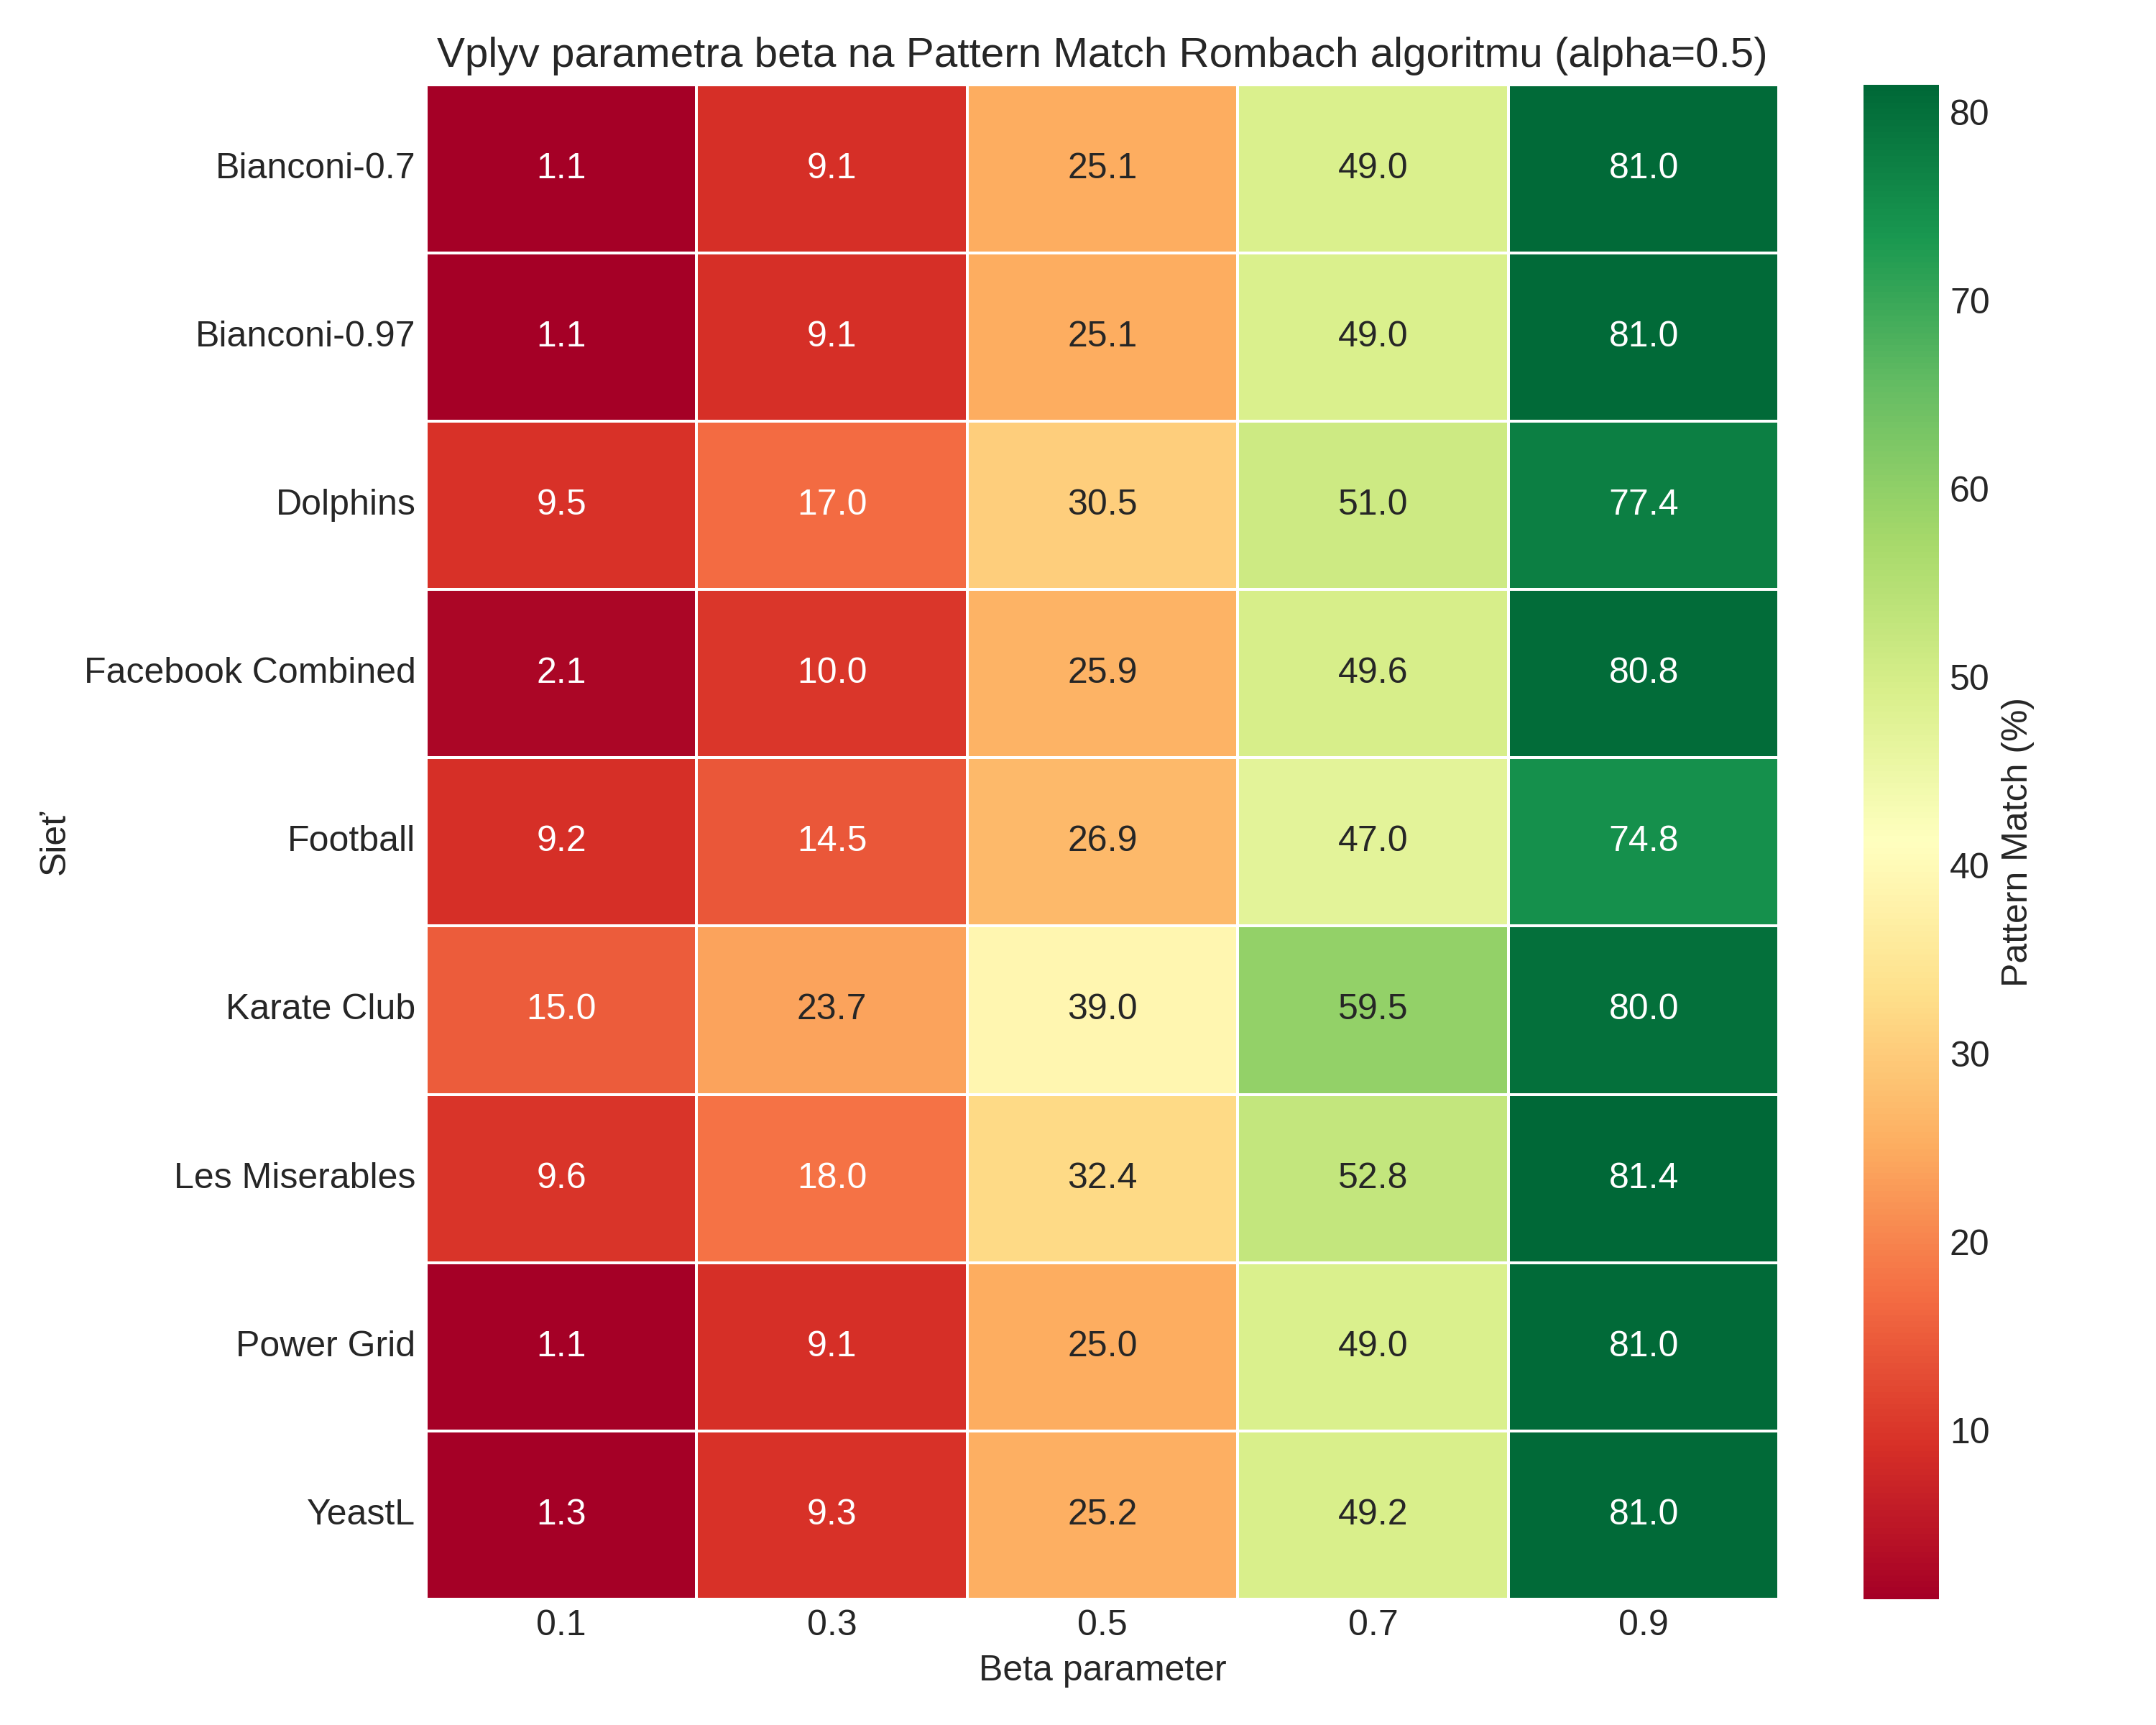 Vplyv parametra beta na Pattern Match Rombach algoritmu (alpha=0.5)
Bianconi-0.7 1.1 9.1 25.1 49.0 81.0
Bianconi-0.97 1.1 9.1 25.1 49.0 81.0
Dolphins 9.5 17.0 30.5 51.0 77.4
Facebook Combined 2.1 10.0 25.9 49.6 80.8
Football 9.2 14.5 26.9 47.0 74.8
Karate Club 15.0 23.7 39.0 59.5 80.0
Les Miserables 9.6 18.0 32.4 52.8 81.4
Power Grid 1.1 9.1 25.0 49.0 81.0
YeastL 1.3 9.3 25.2 49.2 81.0
0.1 0.3 0.5 0.7 0.9
Beta parameter
Sieť
80
70
60
50
40
30
20
10
Pattern Match (%)